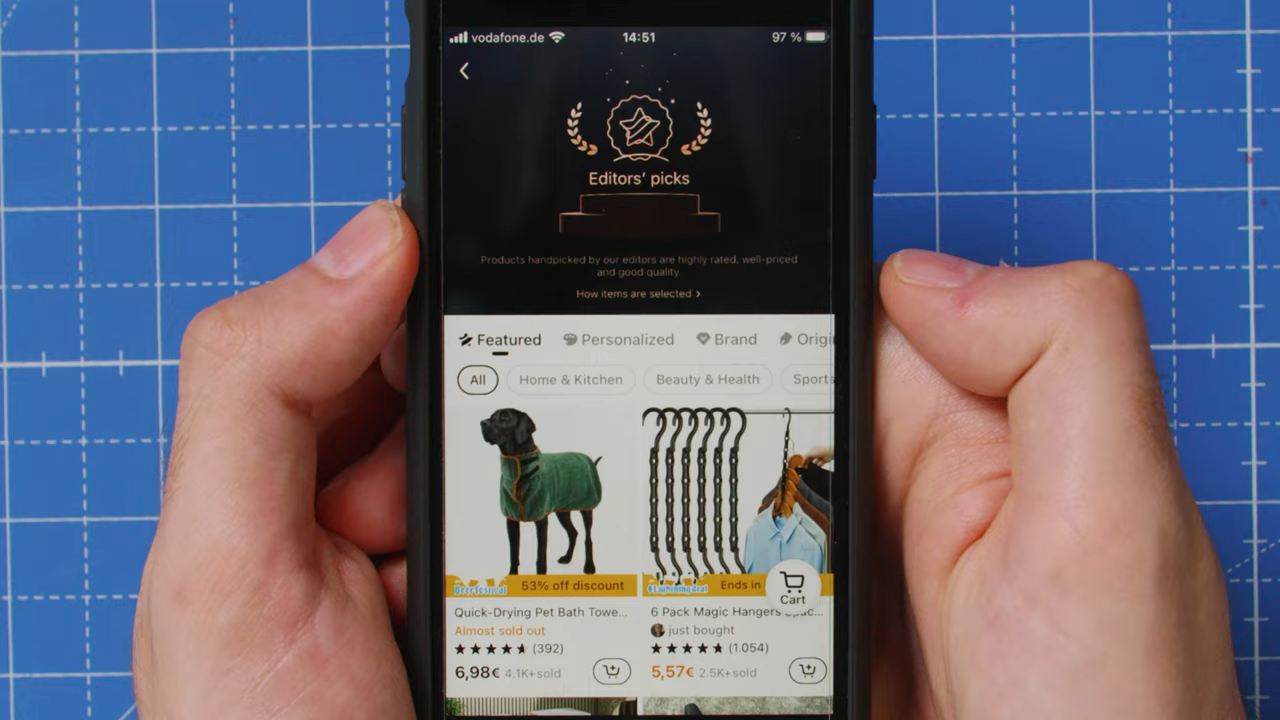 vodafone.de 14:51 97 %
Editors' picks
Products handpicked by our editors are highly rated, well-priced
and good quality.
How items are selected >
Featured Personalized Brand Origi
All Home & Kitchen Beauty & Health Sports
53% off discount
Ends in
Cart
Quick-Drying Pet Bath Towe...
6 Pack Magic Hangers
Almost sold out
just bought
(392)
(1.054)
6,98€ 4.1K+sold
5,57€ 2.5K+sold